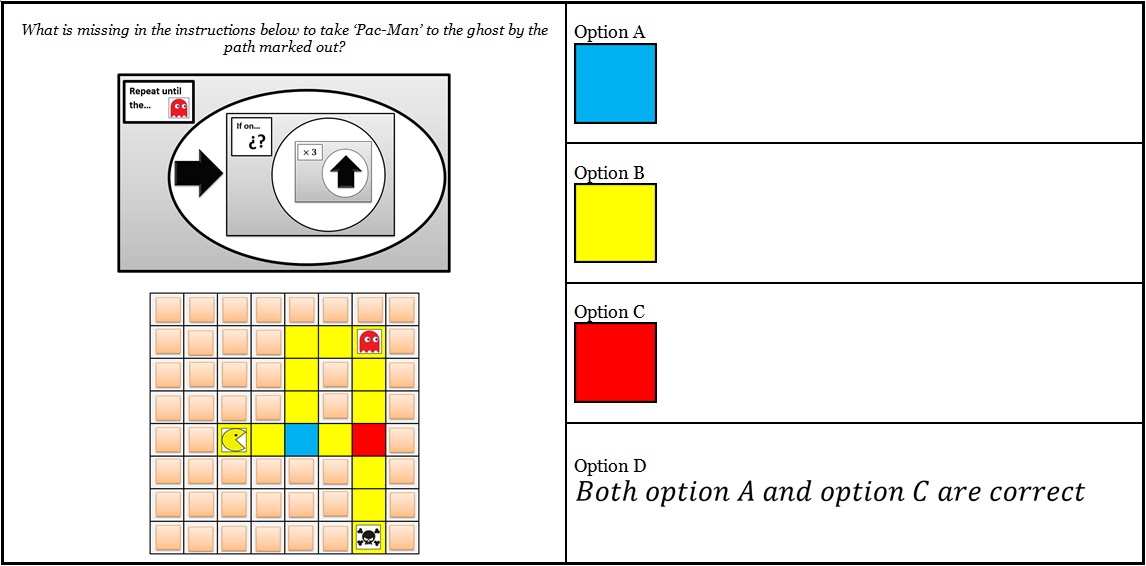 What is missing in the instructions below to take ‘Pac-Man’ to the ghost by the
path marked out?
Repeat until
the...
If on...
¿?
× 3
Option A
Option B
Option C
Option D
Both option A and option C are correct